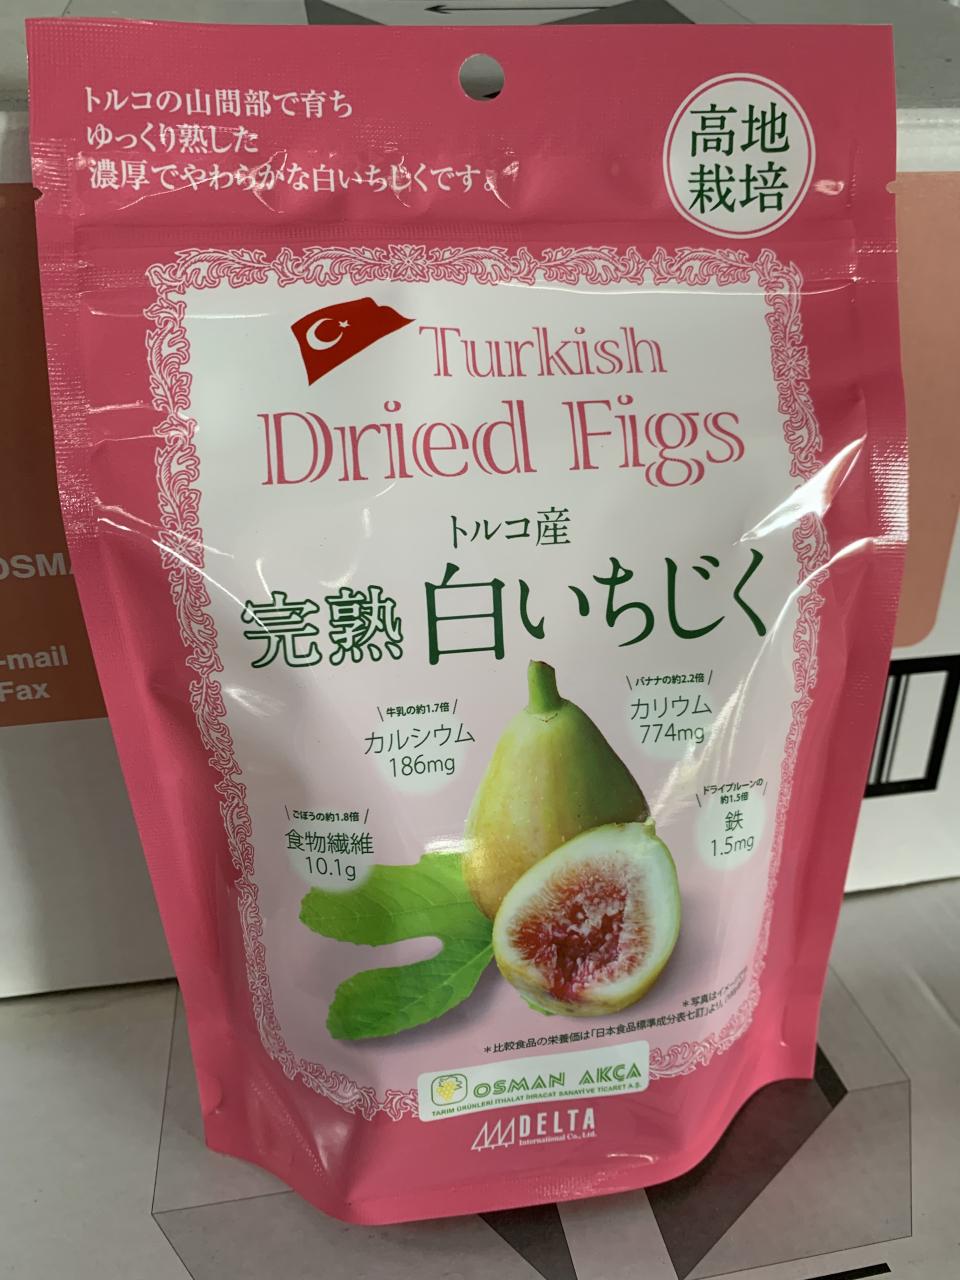 トルコの山間部で育ち
ゆっくり熟した
濃厚でやわらかな白いちじくです。
高地
栽培
Turkish
Dried Figs
トルコ産
完熟 白いちじく
牛乳の約1.7倍
カルシウム
186mg
バナナの約2.2倍
カリウム
774mg
ごぼうの約1.8倍
食物繊維
10.1g
ドライプルーンの
約1.5倍
鉄
1.5mg
＊写真はイメージ
＊比較食品の栄養価は「日本食品標準成分表七訂」より、
OSMAN AKÇA
TARIM ÜRÜNLERİ İTHALAT İHRACAT SANAYİ VE TİCARET A.Ş.
DELTA
International Co., Ltd.
OSMA
-mail
Fax